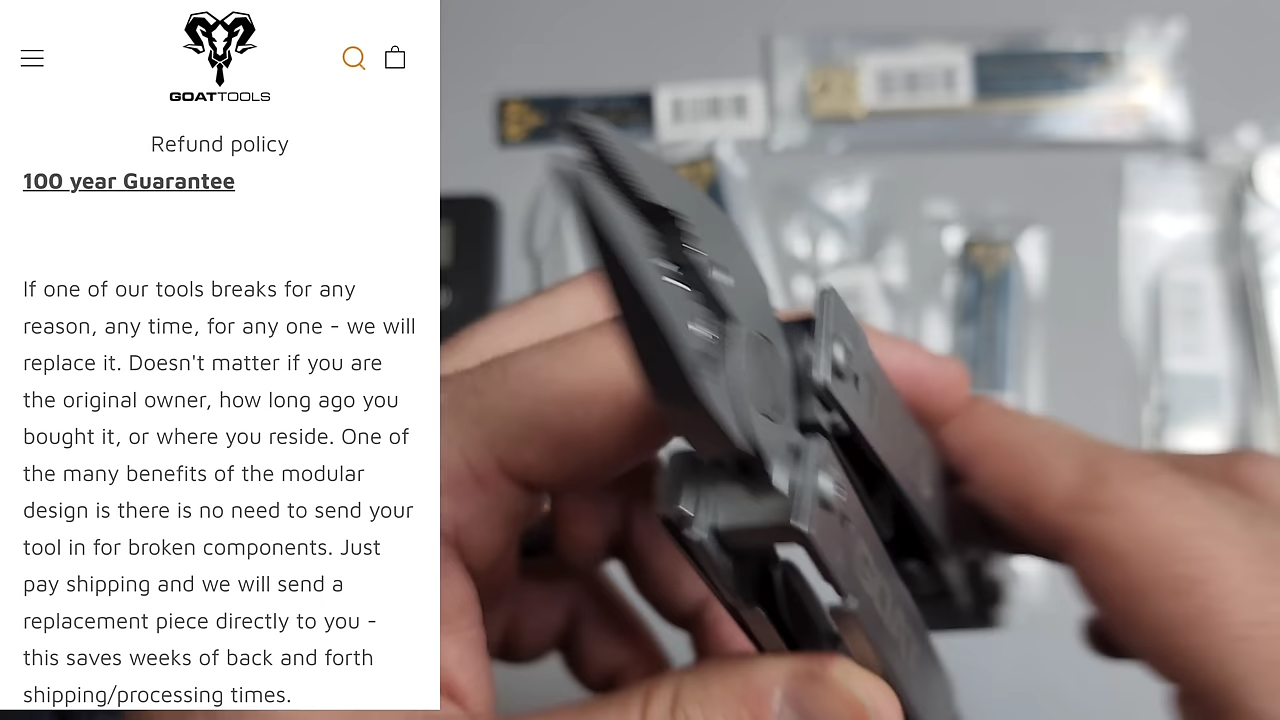 GOATTOOLS
Refund policy
100 year Guarantee
If one of our tools breaks for any
reason, any time, for any one - we will
replace it. Doesn't matter if you are
the original owner, how long ago you
bought it, or where you reside. One of
the many benefits of the modular
design is there is no need to send your
tool in for broken components. Just
pay shipping and we will send a
replacement piece directly to you -
this saves weeks of back and forth
shipping/processing times.